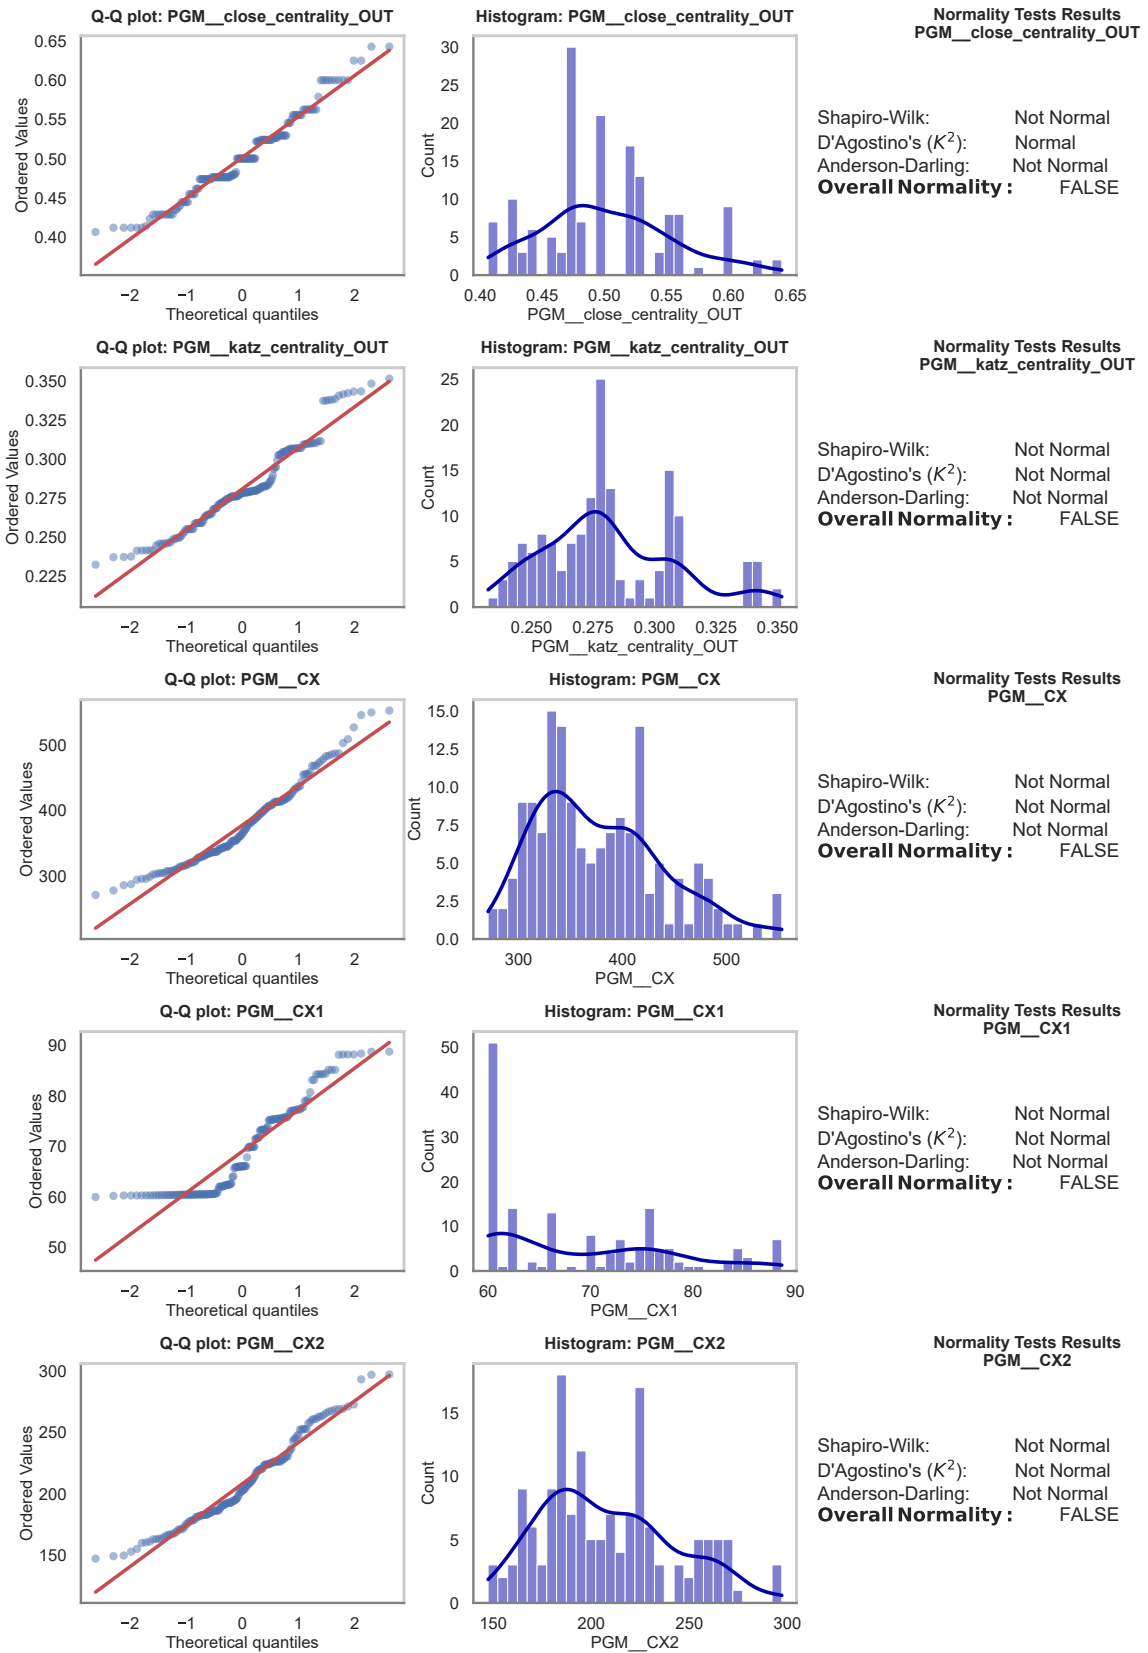 Q-Q plot: PGM__close_centrality_OUT
Ordered Values
0.65
0.60
0.55
0.50
0.45
0.40
−2 −1 0 1 2
Theoretical quantiles
Histogram: PGM__close_centrality_OUT
Count
30
25
20
15
10
5
0
0.40 0.45 0.50 0.55 0.60 0.65
PGM__close_centrality_OUT
Normality Tests Results
PGM__close_centrality_OUT
Shapiro-Wilk: Not Normal
D'Agostino's (K²): Normal
Anderson-Darling: Not Normal
Overall Normality: FALSE
Q-Q plot: PGM__katz_centrality_OUT
Ordered Values
0.350
0.325
0.300
0.275
0.250
0.225
−2 −1 0 1 2
Theoretical quantiles
Histogram: PGM__katz_centrality_OUT
Count
25
20
15
10
5
0
0.250 0.275 0.300 0.325 0.350
PGM__katz_centrality_OUT
Normality Tests Results
PGM__katz_centrality_OUT
Shapiro-Wilk: Not Normal
D'Agostino's (K²): Not Normal
Anderson-Darling: Not Normal
Overall Normality: FALSE
Q-Q plot: PGM__CX
Ordered Values
500
400
300
−2 −1 0 1 2
Theoretical quantiles
Histogram: PGM__CX
Count
15.0
12.5
10.0
7.5
5.0
2.5
0.0
300 400 500
PGM__CX
Normality Tests Results
PGM__CX
Shapiro-Wilk: Not Normal
D'Agostino's (K²): Not Normal
Anderson-Darling: Not Normal
Overall Normality: FALSE
Q-Q plot: PGM__CX1
Ordered Values
90
80
70
60
50
−2 −1 0 1 2
Theoretical quantiles
Histogram: PGM__CX1
Count
50
40
30
20
10
0
60 70 80 90
PGM__CX1
Normality Tests Results
PGM__CX1
Shapiro-Wilk: Not Normal
D'Agostino's (K²): Not Normal
Anderson-Darling: Not Normal
Overall Normality: FALSE
Q-Q plot: PGM__CX2
Ordered Values
300
250
200
150
−2 −1 0 1 2
Theoretical quantiles
Histogram: PGM__CX2
Count
15
10
5
0
150 200 250 300
PGM__CX2
Normality Tests Results
PGM__CX2
Shapiro-Wilk: Not Normal
D'Agostino's (K²): Not Normal
Anderson-Darling: Not Normal
Overall Normality: FALSE